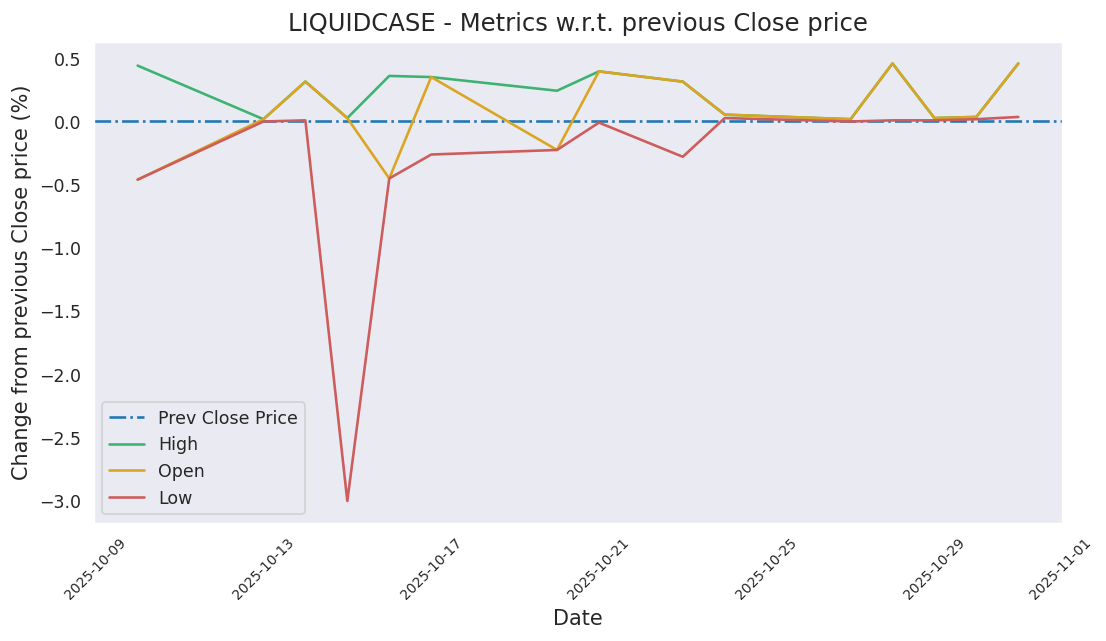 LIQUIDCASE - Metrics w.r.t. previous Close price
Change from previous Close price (%)
0.5
0.0
−0.5
−1.0
−1.5
−2.0
−2.5
−3.0
Prev Close Price
High
Open
Low
2025-10-09
2025-10-13
2025-10-17
2025-10-21
2025-10-25
2025-10-29
2025-11-01
Date